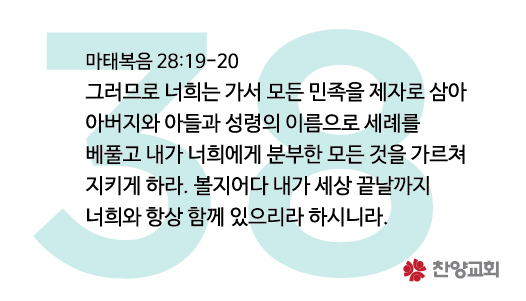 38
마태복음 28:19-20
그러므로 너희는 가서 모든 민족을 제자로 삼아
아버지와 아들과 성령의 이름으로 세례를
베풀고 내가 너희에게 분부한 모든 것을 가르쳐
지키게 하라. 볼지어다 내가 세상 끝날까지
너희와 항상 함께 있으리라 하시니라.
찬양교회